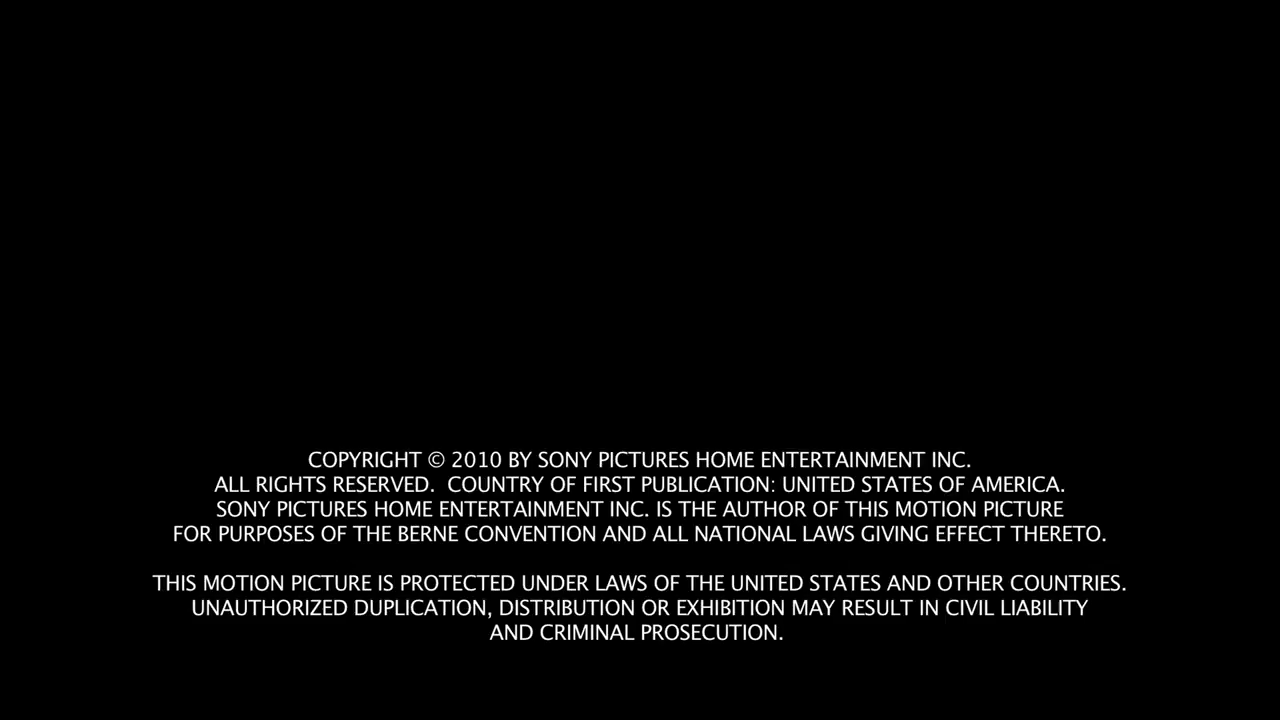 COPYRIGHT © 2010 BY SONY PICTURES HOME ENTERTAINMENT INC.
ALL RIGHTS RESERVED.  COUNTRY OF FIRST PUBLICATION: UNITED STATES OF AMERICA.
SONY PICTURES HOME ENTERTAINMENT INC. IS THE AUTHOR OF THIS MOTION PICTURE
FOR PURPOSES OF THE BERNE CONVENTION AND ALL NATIONAL LAWS GIVING EFFECT THERETO.
THIS MOTION PICTURE IS PROTECTED UNDER LAWS OF THE UNITED STATES AND OTHER COUNTRIES.
UNAUTHORIZED DUPLICATION, DISTRIBUTION OR EXHIBITION MAY RESULT IN CIVIL LIABILITY
AND CRIMINAL PROSECUTION.